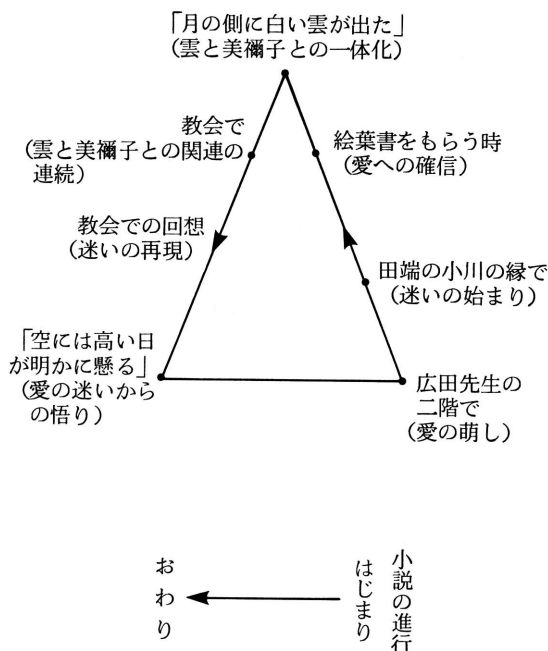 「月の側に白い雲が出た」
(雲と美禰子との一体化)
教会で
(雲と美禰子との関連の
連続)
絵葉書をもらう時
(愛への確信)
教会での回想
(迷いの再現)
田端の小川の縁で
(迷いの始まり)
「空には高い日
が明かに懸る」
(愛の迷いから
の悟り)
広田先生の
二階で
(愛の萌し)
小説の進行
はじまり
おわり